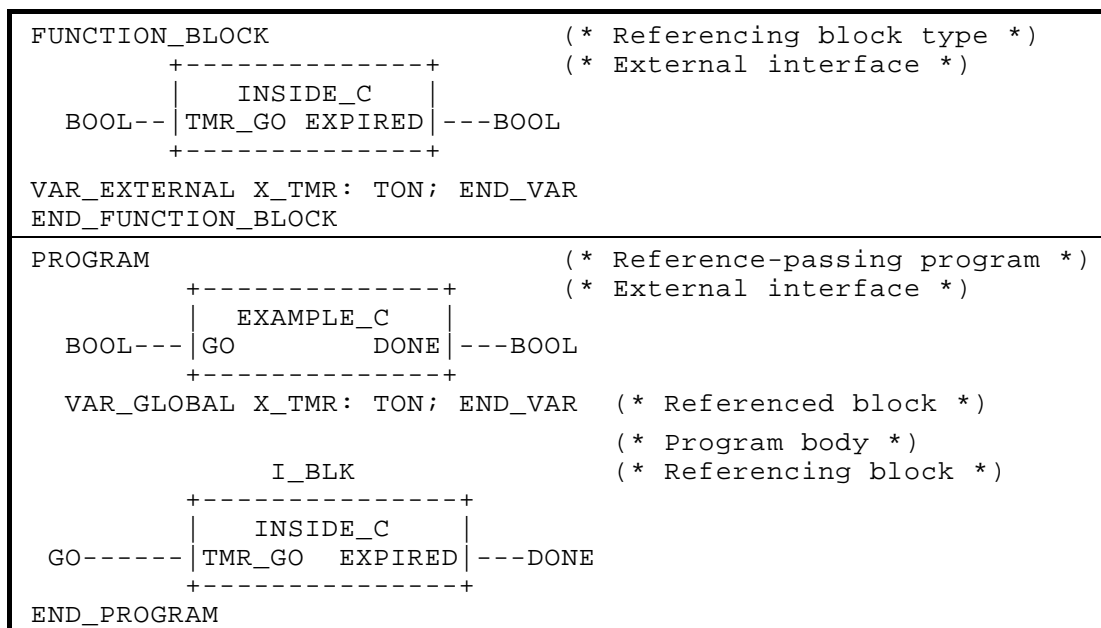 FUNCTION_BLOCK                 (* Referencing block type *)
        +--------------+       (* External interface *)
        |   INSIDE_C   |
  BOOL--|TMR_GO EXPIRED|---BOOL
        +--------------+
VAR_EXTERNAL X_TMR: TON; END_VAR
END_FUNCTION_BLOCK
PROGRAM                        (* Reference-passing program *)
         +--------------+      (* External interface *)
         |  EXAMPLE_C   |
  BOOL---|GO        DONE|---BOOL
         +--------------+
  VAR_GLOBAL X_TMR: TON; END_VAR  (* Referenced block *)
                                  (* Program body *)
              I_BLK               (* Referencing block *)
         +---------------+
         |   INSIDE_C    |
 GO------|TMR_GO  EXPIRED|---DONE
         +---------------+
END_PROGRAM